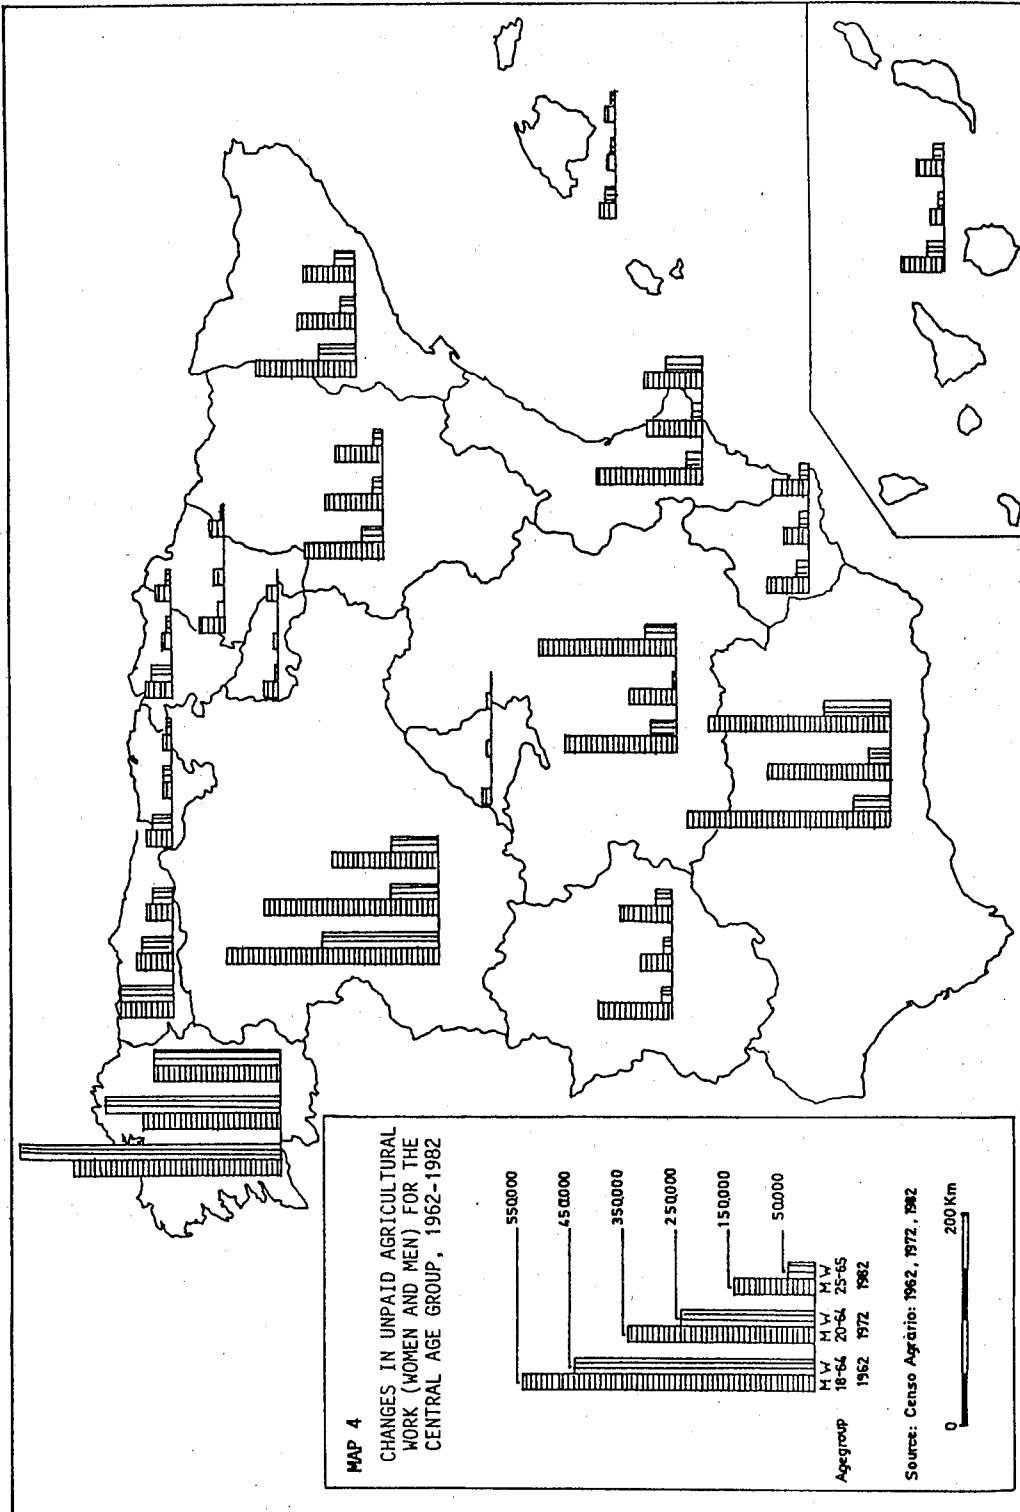 MAP 4
CHANGES IN UNPAID AGRICULTURAL
WORK (WOMEN AND MEN) FOR THE
CENTRAL AGE GROUP, 1962-1982
550,000
450,000
350,000
250,000
150,000
50,000
M W M W M W
Agegroup 18-64 20-64 25-65
1962 1972 1982
Source: Censo Agrário: 1962, 1972, 1982
0 200 Km